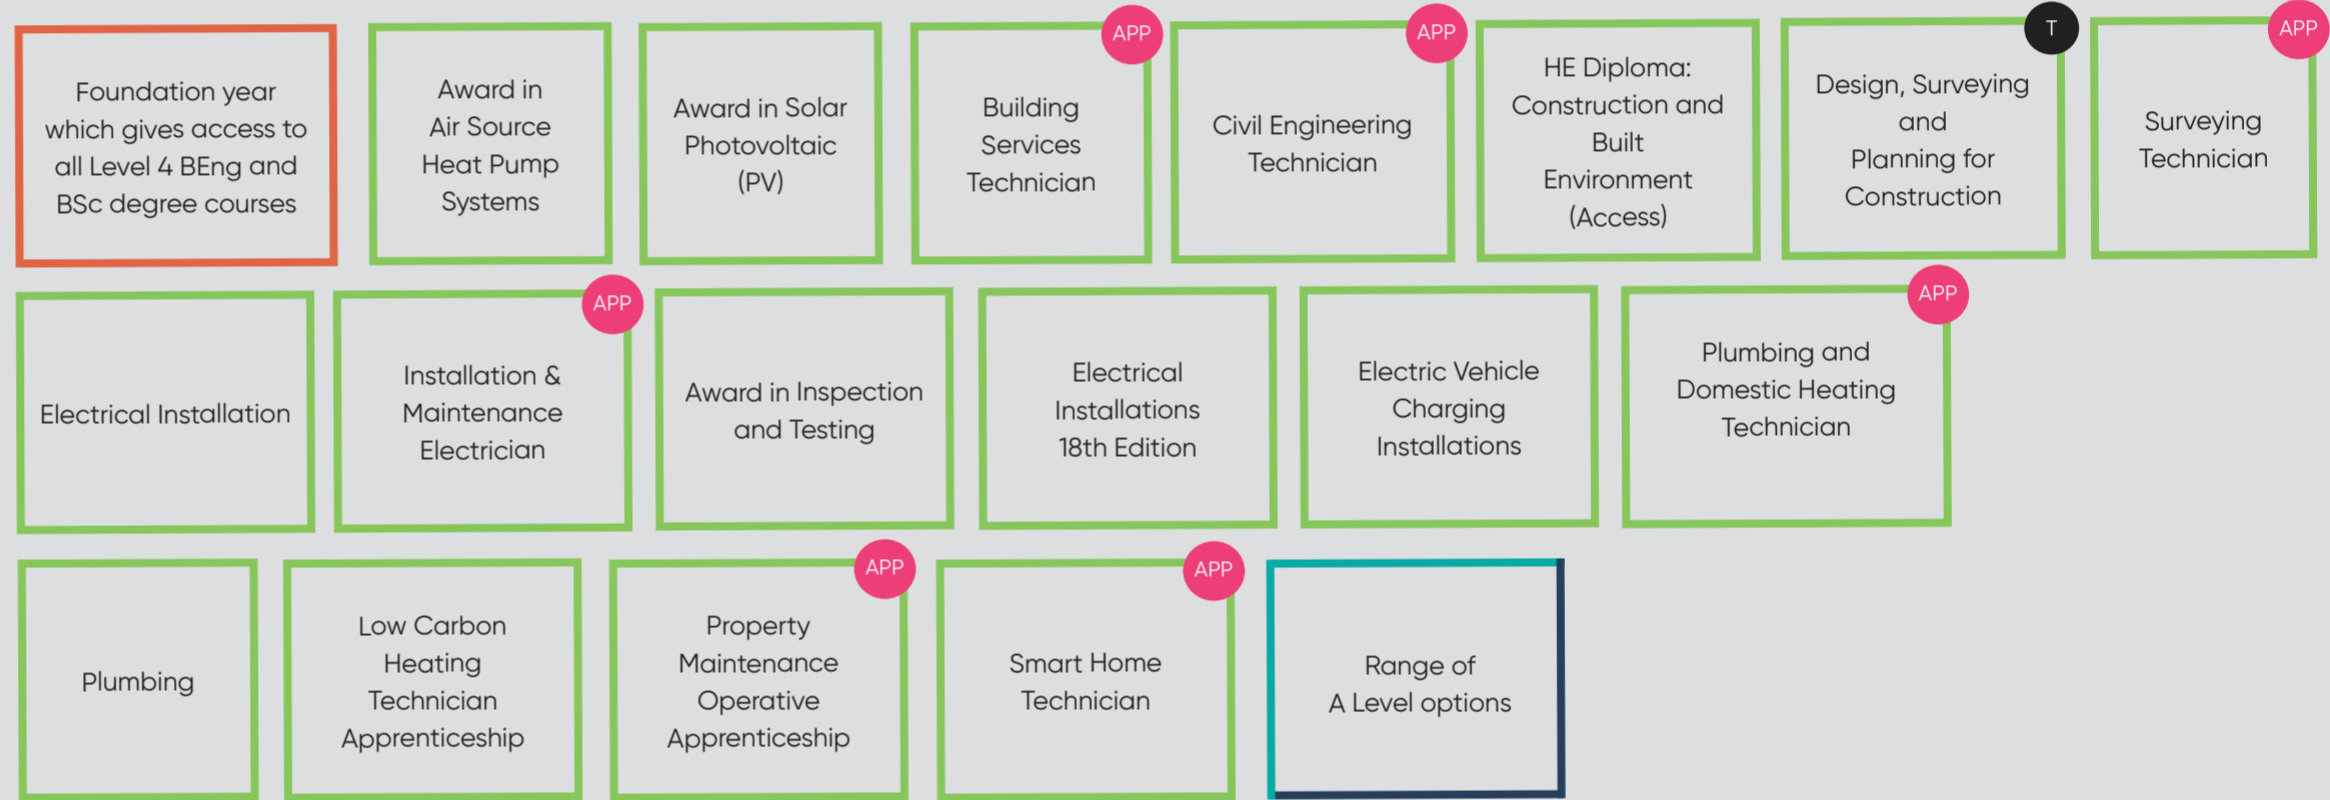 Foundation year
which gives access to
all Level 4 BEng and
BSc degree courses
Award in
Air Source
Heat Pump
Systems
Award in Solar
Photovoltaic
(PV)
APP
Building
Services
Technician
APP
Civil Engineering
Technician
HE Diploma:
Construction and
Built
Environment
(Access)
T
Design, Surveying
and
Planning for
Construction
APP
Surveying
Technician
Electrical Installation
APP
Installation &
Maintenance
Electrician
Award in Inspection
and Testing
Electrical
Installations
18th Edition
Electric Vehicle
Charging
Installations
APP
Plumbing and
Domestic Heating
Technician
Plumbing
Low Carbon
Heating
Technician
Apprenticeship
APP
Property
Maintenance
Operative
Apprenticeship
APP
Smart Home
Technician
Range of
A Level options